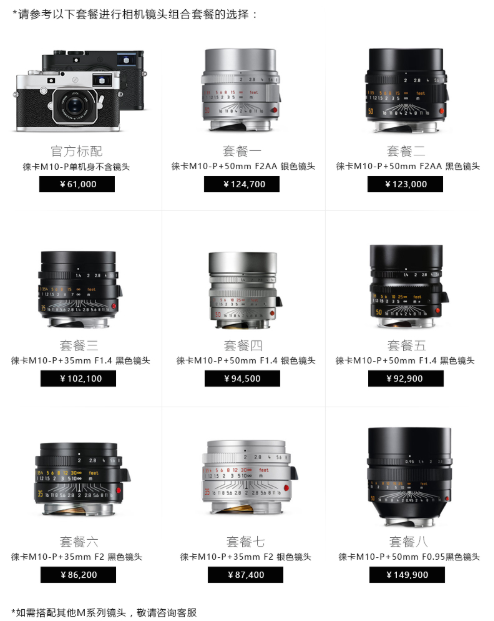 *请参考以下套餐进行相机镜头组合套餐的选择：
官方标配
徕卡M10-P单机身不含镜头
￥61,000
套餐一
徕卡M10-P+50mm F2AA 银色镜头
￥124,700
套餐二
徕卡M10-P+50mm F2AA 黑色镜头
￥123,000
套餐三
徕卡M10-P+35mm F1.4 黑色镜头
￥102,100
套餐四
徕卡M10-P+50mm F1.4 银色镜头
￥94,500
套餐五
徕卡M10-P+50mm F1.4 黑色镜头
￥92,900
套餐六
徕卡M10-P+35mm F2 黑色镜头
￥86,200
套餐七
徕卡M10-P+35mm F2 银色镜头
￥87,400
套餐八
徕卡M10-P+50mm F0.95黑色镜头
￥149,900
*如需搭配其他M系列镜头，敬请咨询客服